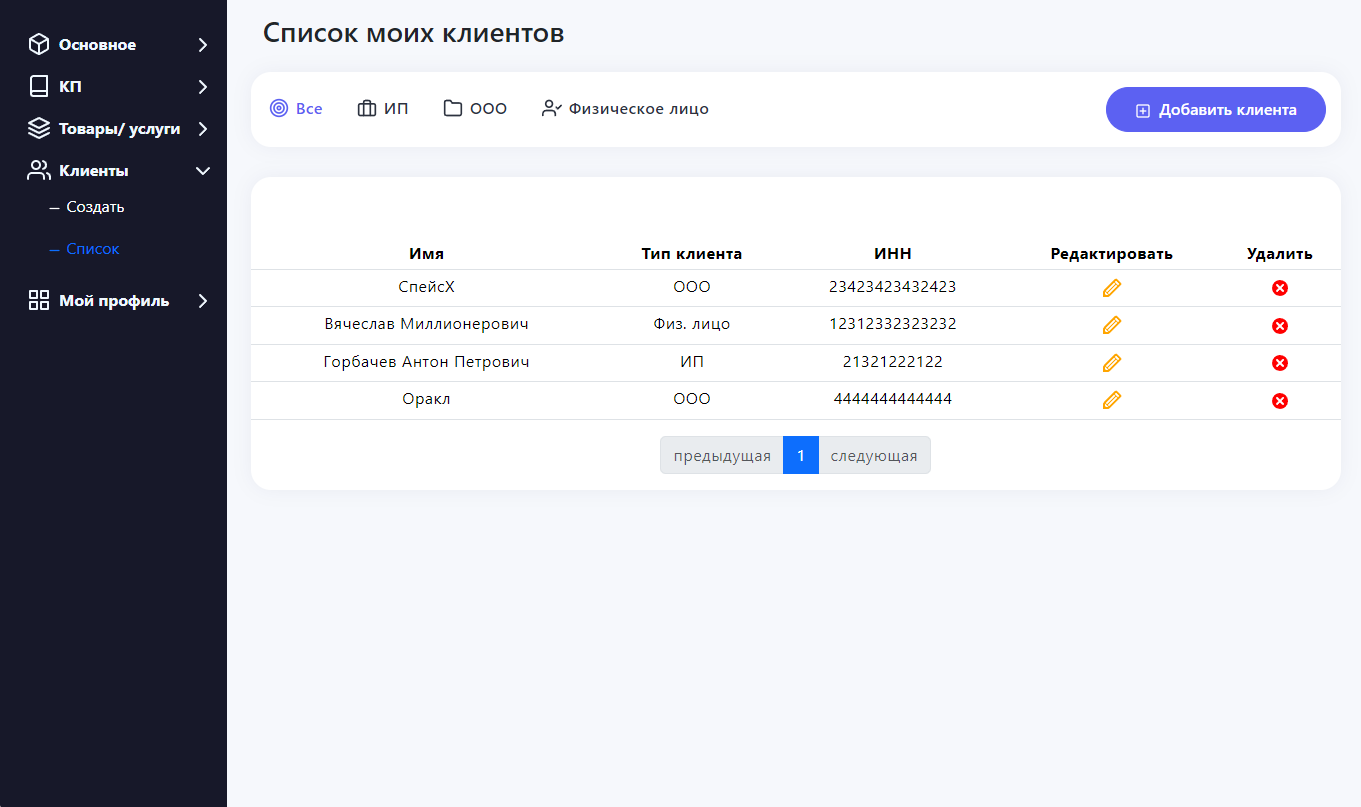 Основное
КП
Товары/ услуги
Клиенты
— Создать
— Список
Мой профиль
Список моих клиентов
Все ИП ООО Физическое лицо Добавить клиента
Имя Тип клиента ИНН Редактировать Удалить
СпейсХ ООО 23423423432423
Вячеслав Миллионерович Физ. лицо 12312332323232
Горбачев Антон Петрович ИП 21321222122
Оракл ООО 4444444444444
предыдущая 1 следующая